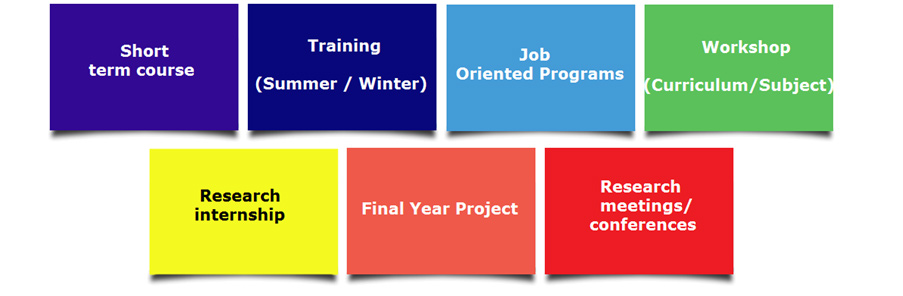 Short
term course
Training
(Summer / Winter)
Job
Oriented Programs
Workshop
(Curriculum/Subject)
Research
internship
Final Year Project
Research
meetings/
conferences